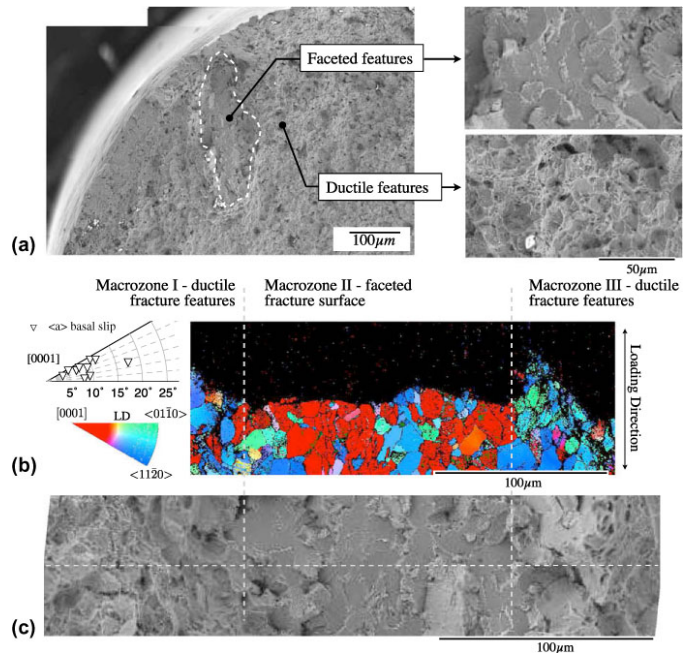 (a)
Faceted features
Ductile features
100μm
50μm
Macrozone I - ductile
fracture features
Macrozone II - faceted
fracture surface
Macrozone III - ductile
fracture features
▽ <a> basal slip
[0001]
5° 10° 15° 20° 25°
[0001] LD <011̅0>
<112̅0>
Loading Direction
100μm
(b)
(c)
100μm